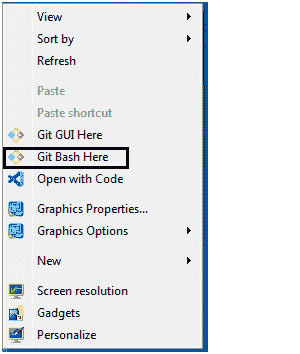 View
Sort by
Refresh
Paste
Paste shortcut
Git GUI Here
Git Bash Here
Open with Code
Graphics Properties...
Graphics Options
New
Screen resolution
Gadgets
Personalize